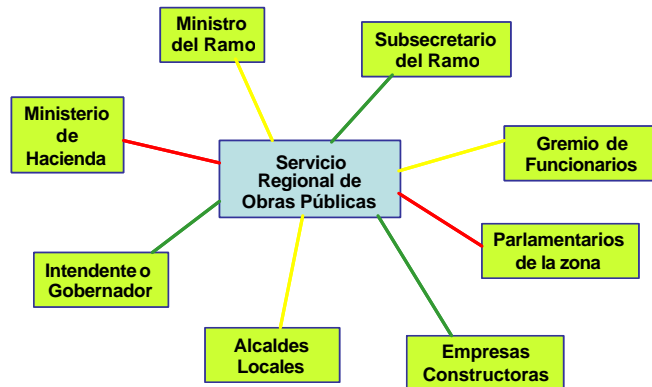 Ministro
del Ramo
Subsecretario
del Ramo
Ministerio
de
Hacienda
Servicio
Regional de
Obras Públicas
Gremio de
Funcionarios
Parlamentarios
de la zona
Intendente o
Gobernador
Alcaldes
Locales
Empresas
Constructoras